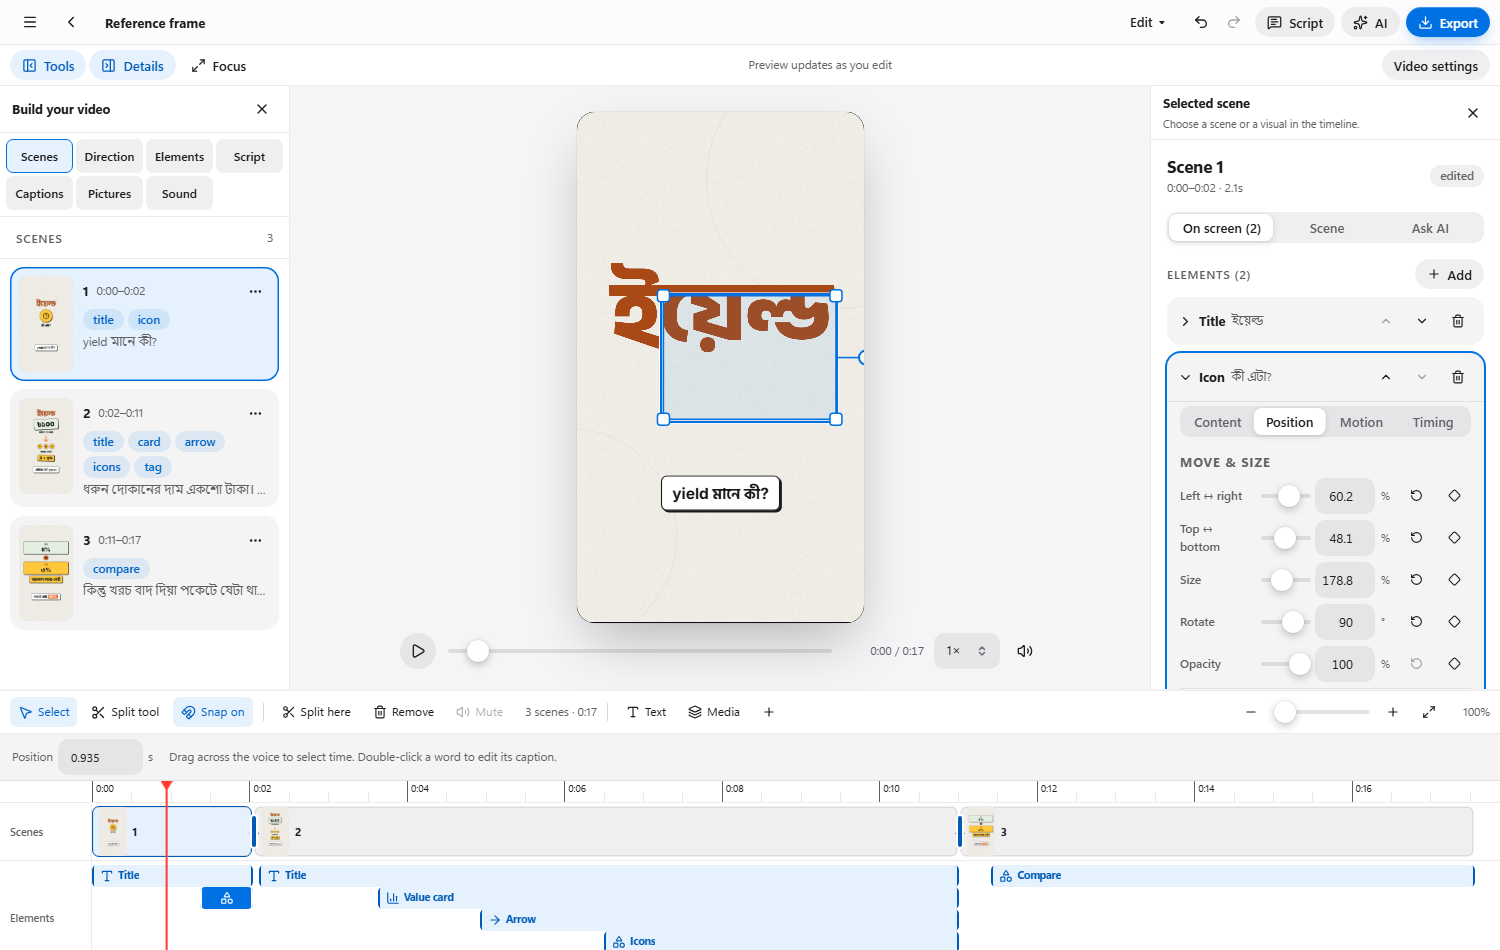 Reference frame
Edit
Script
AI
Export
Tools
Details
Focus
Preview updates as you edit
Video settings
Build your video
Scenes
Direction
Elements
Script
Captions
Pictures
Sound
SCENES 3
1 0:00–0:02
title icon
yield মানে কী?
2 0:02–0:11
title card arrow
icons tag
ধরুন দোকানের দাম একশো টাকা। ...
3 0:11–0:17
compare
কিন্তু খরচ বাদ দিয়া পকেটে যেটা থা...
ইয়েল্ড
yield মানে কী?
0:00 / 0:17
1×
Selected scene
Choose a scene or a visual in the timeline.
Scene 1
0:00–0:02 · 2.1s
edited
On screen (2)
Scene
Ask AI
ELEMENTS (2)
Add
Title ইয়েল্ড
Icon কী এটা?
Content
Position
Motion
Timing
MOVE & SIZE
Left ↔ right 60.2 %
Top ↔
bottom 48.1 %
Size 178.8 %
Rotate 90 °
Opacity 100 %
Select
Split tool
Snap on
Split here
Remove
Mute
3 scenes · 0:17
Text
Media
100%
Position 0.935 s
Drag across the voice to select time. Double-click a word to edit its caption.
0:00 0:02 0:04 0:06 0:08 0:10 0:12 0:14 0:16
Scenes 1 2 3
Title Title Compare
Value card
Elements
Arrow
Icons